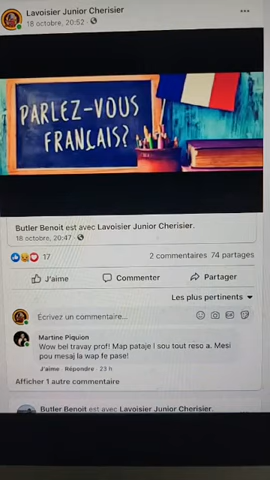 Lavoisier Junior Cherisier
18 octobre, 20:52 ·
PARLEZ-VOUS
FRANÇAIS?
Butler Benoit est avec Lavoisier Junior Cherisier.
18 octobre, 20:47 ·
17
2 commentaires 74 partages
J'aime
Commenter
Partager
Les plus pertinents
Écrivez un commentaire...
GIF
Martine Piquion
Wow bel travay prof! Map pataje l sou tout reso a. Mesi
pou mesaj la wap fe pase!
J'aime Répondre 23 h
Afficher 1 autre commentaire
Butler Benoit est avec Lavoisier Junior Cherisier.